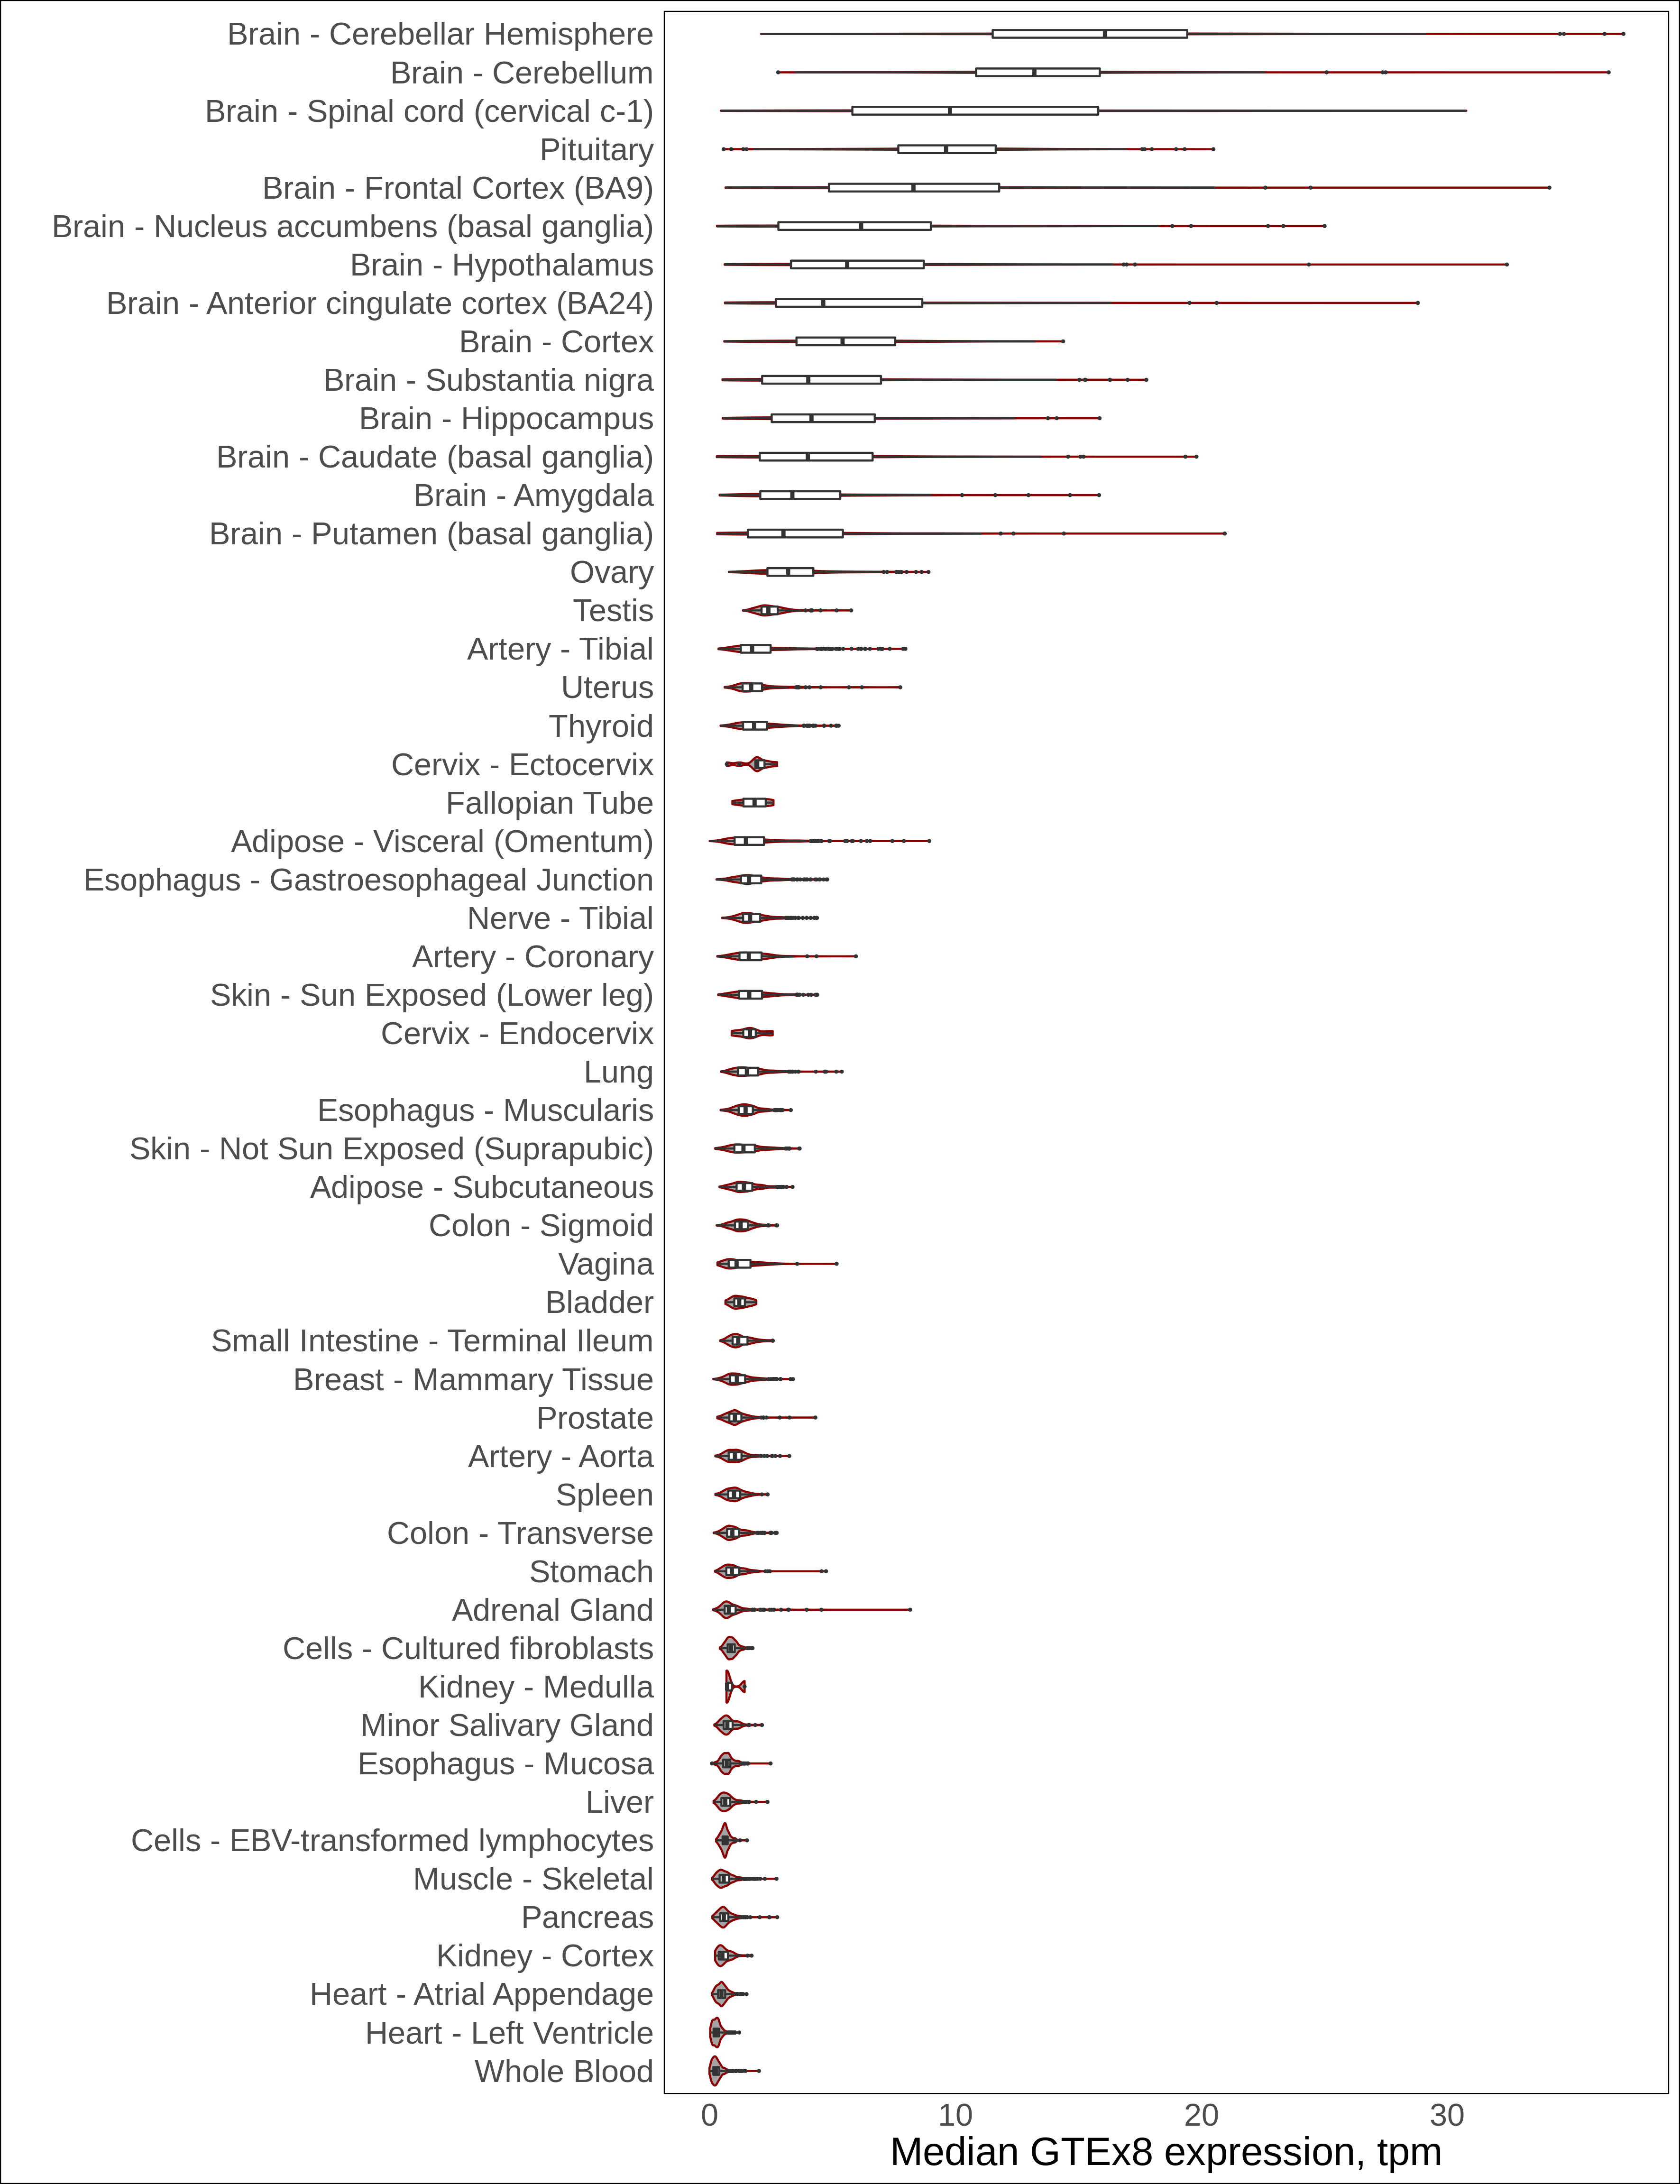 Brain - Cerebellar Hemisphere
Brain - Cerebellum
Brain - Spinal cord (cervical c-1)
Pituitary
Brain - Frontal Cortex (BA9)
Brain - Nucleus accumbens (basal ganglia)
Brain - Hypothalamus
Brain - Anterior cingulate cortex (BA24)
Brain - Cortex
Brain - Substantia nigra
Brain - Hippocampus
Brain - Caudate (basal ganglia)
Brain - Amygdala
Brain - Putamen (basal ganglia)
Ovary
Testis
Artery - Tibial
Uterus
Thyroid
Cervix - Ectocervix
Fallopian Tube
Adipose - Visceral (Omentum)
Esophagus - Gastroesophageal Junction
Nerve - Tibial
Artery - Coronary
Skin - Sun Exposed (Lower leg)
Cervix - Endocervix
Lung
Esophagus - Muscularis
Skin - Not Sun Exposed (Suprapubic)
Adipose - Subcutaneous
Colon - Sigmoid
Vagina
Bladder
Small Intestine - Terminal Ileum
Breast - Mammary Tissue
Prostate
Artery - Aorta
Spleen
Colon - Transverse
Stomach
Adrenal Gland
Cells - Cultured fibroblasts
Kidney - Medulla
Minor Salivary Gland
Esophagus - Mucosa
Liver
Cells - EBV-transformed lymphocytes
Muscle - Skeletal
Pancreas
Kidney - Cortex
Heart - Atrial Appendage
Heart - Left Ventricle
Whole Blood
0 10 20 30
Median GTEx8 expression, tpm